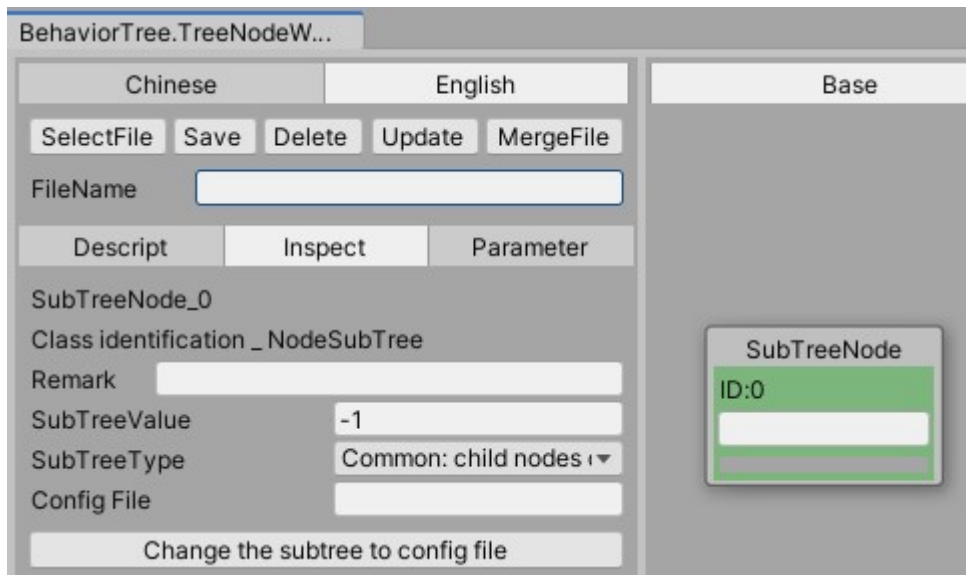 BehaviorTree.TreeNodeW...
Chinese English Base
SelectFile Save Delete Update MergeFile
FileName
Descript Inspect Parameter
SubTreeNode_0
Class identification _ NodeSubTree
Remark
SubTreeValue -1
SubTreeType Common: child nodes
Config File
Change the subtree to config file
SubTreeNode
ID:0